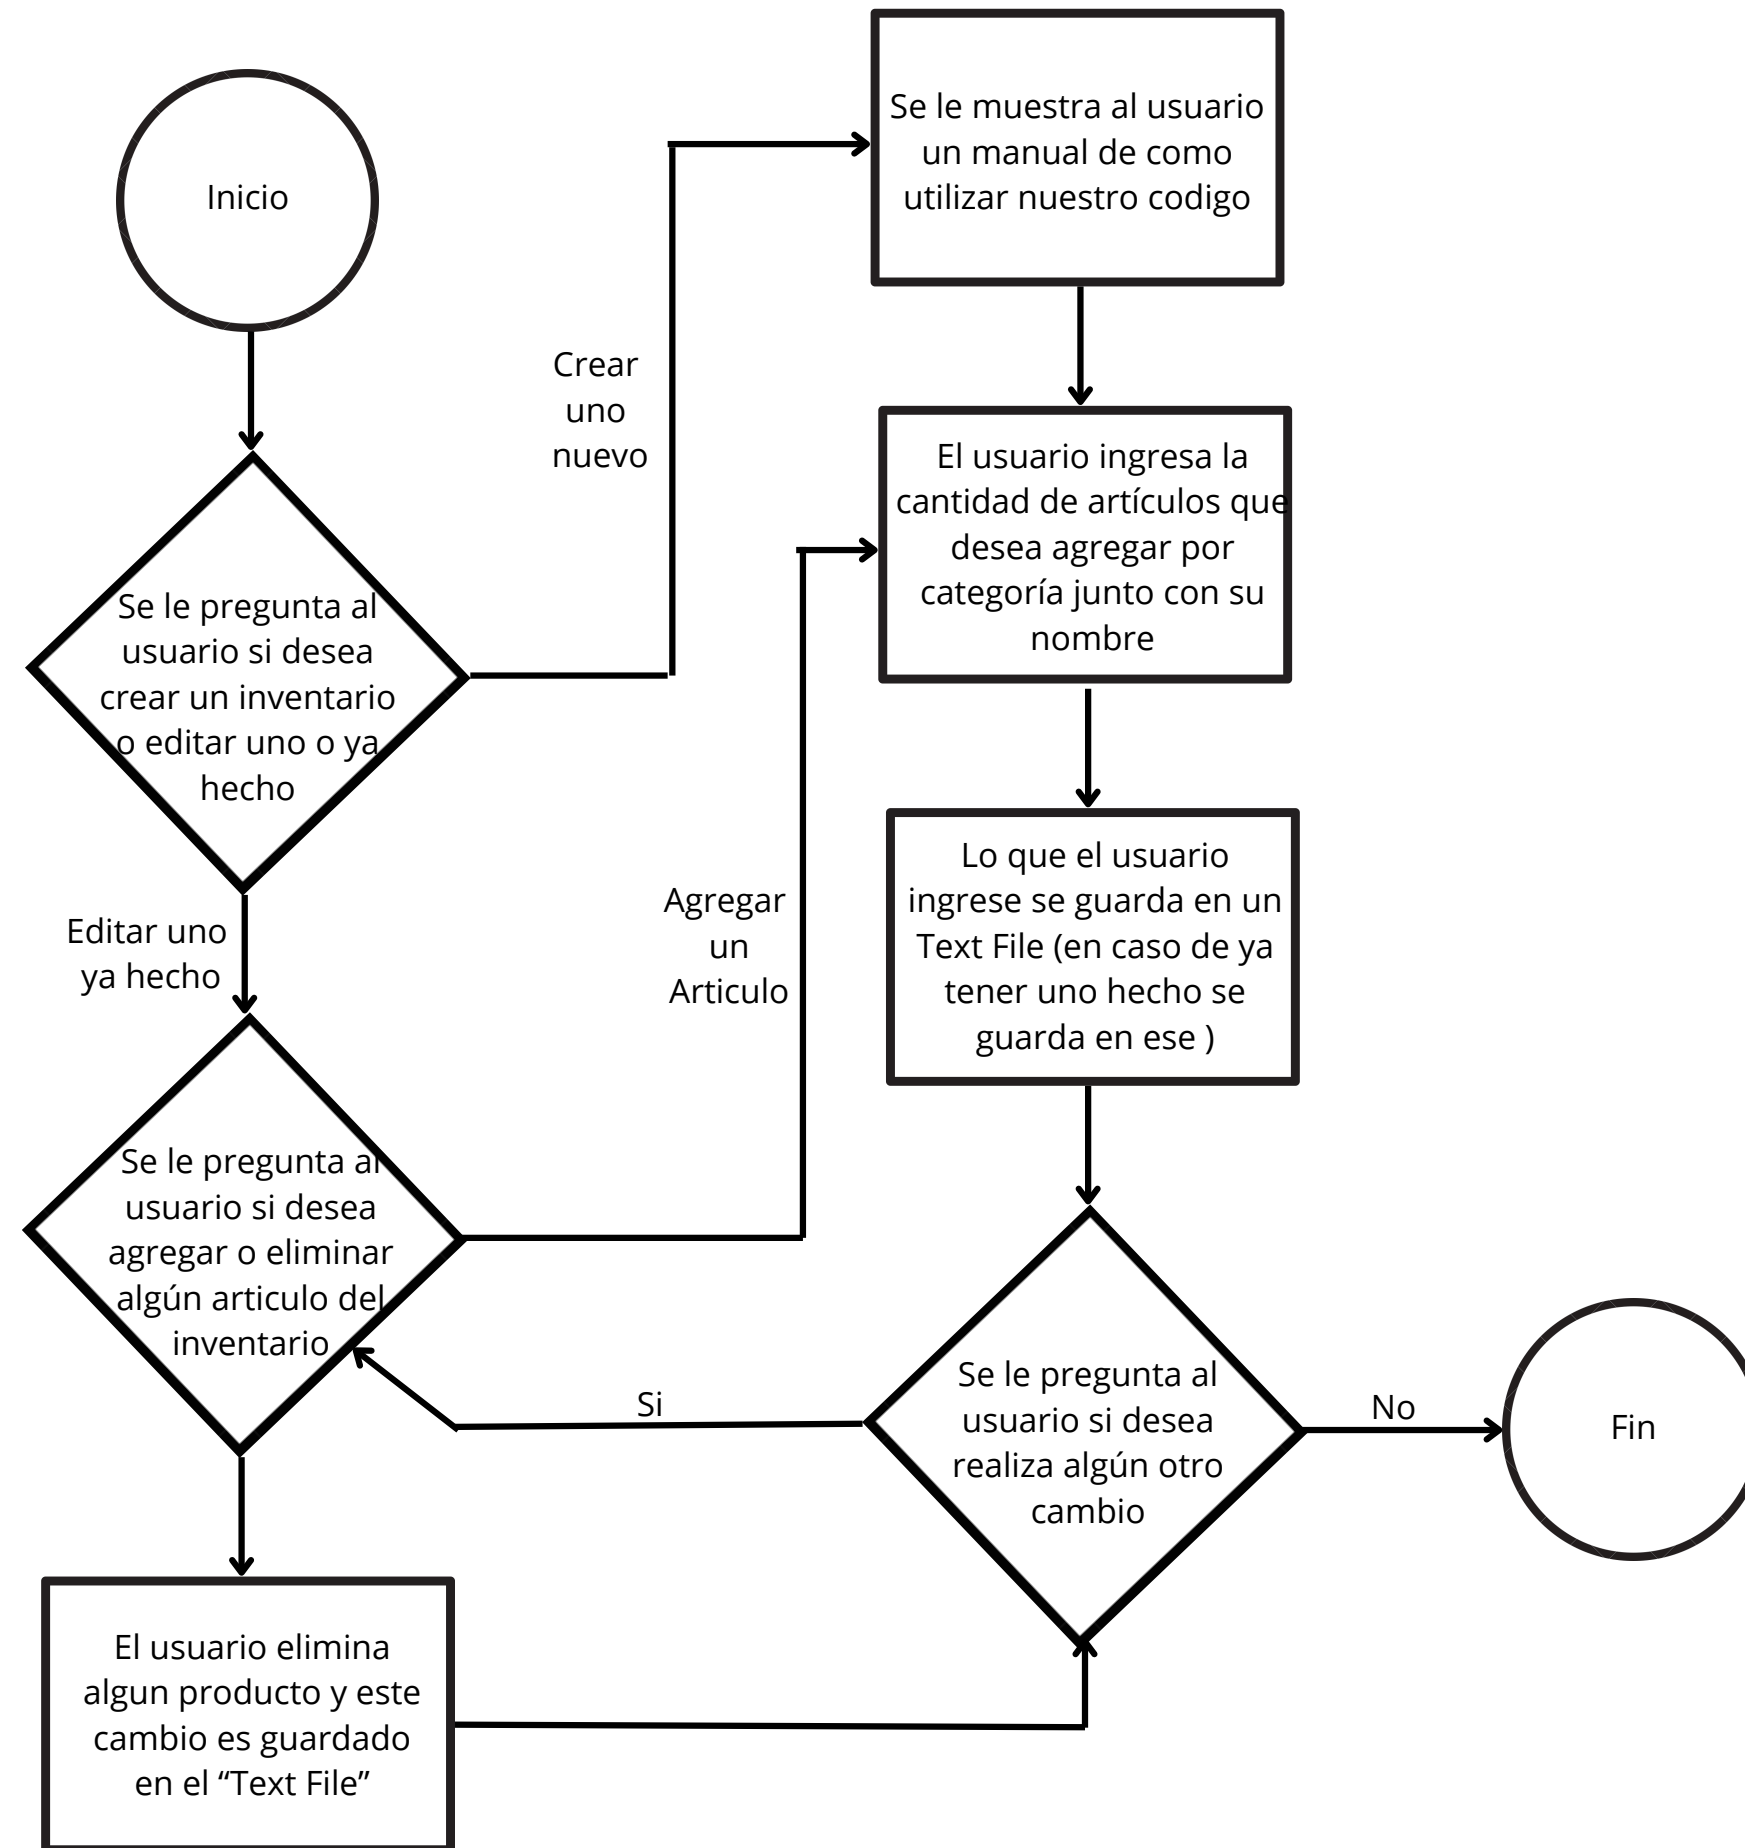 Inicio
Se le muestra al usuario
un manual de como
utilizar nuestro codigo
Crear
uno
nuevo
El usuario ingresa la
cantidad de artículos que
desea agregar por
categoría junto con su
nombre
Se le pregunta al
usuario si desea
crear un inventario
o editar uno o ya
hecho
Editar uno
ya hecho
Agregar
un
Articulo
Lo que el usuario
ingrese se guarda en un
Text File (en caso de ya
tener uno hecho se
guarda en ese )
Se le pregunta al
usuario si desea
agregar o eliminar
algún articulo del
inventario
Si
Se le pregunta al
usuario si desea
realiza algún otro
cambio
No
Fin
El usuario elimina
algun producto y este
cambio es guardado
en el “Text File”